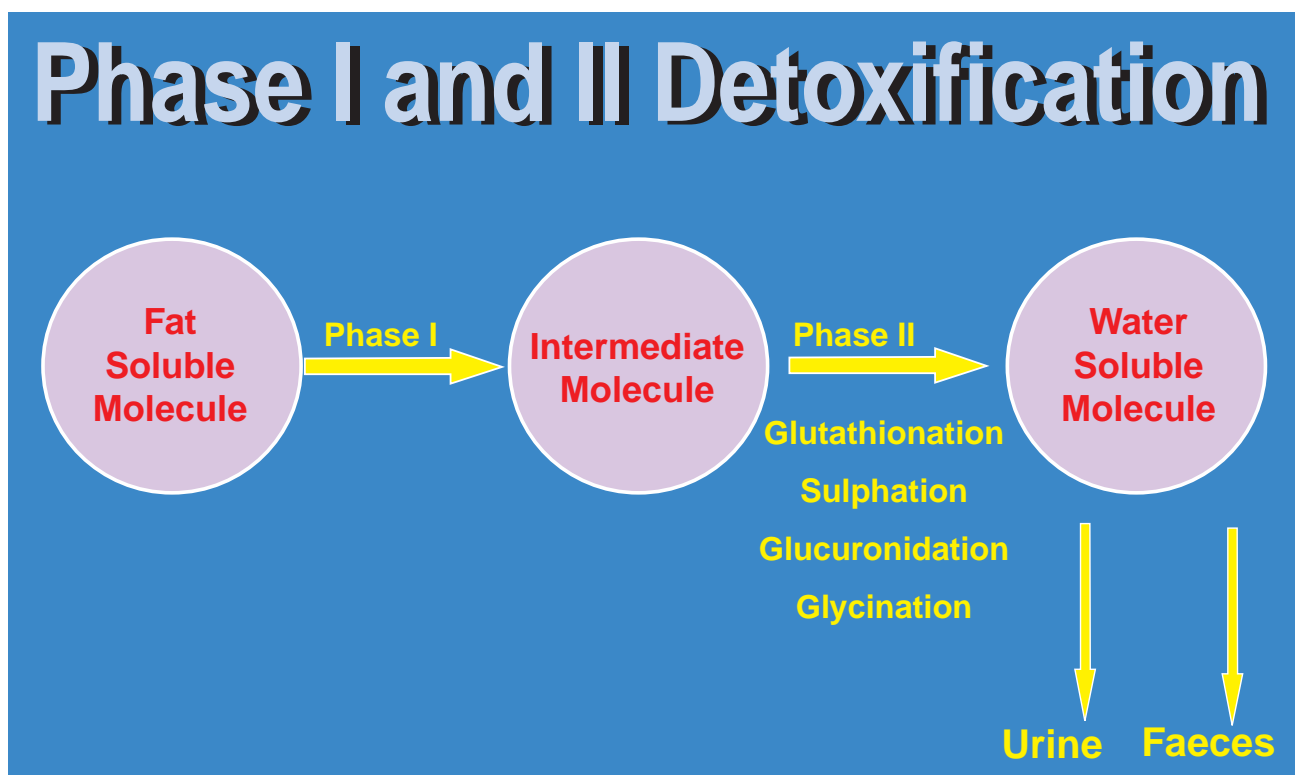 Phase I and II Detoxification
Fat
Soluble
Molecule
Phase I
Intermediate
Molecule
Phase II
Glutathionation
Sulphation
Glucuronidation
Glycination
Water
Soluble
Molecule
Urine
Faeces